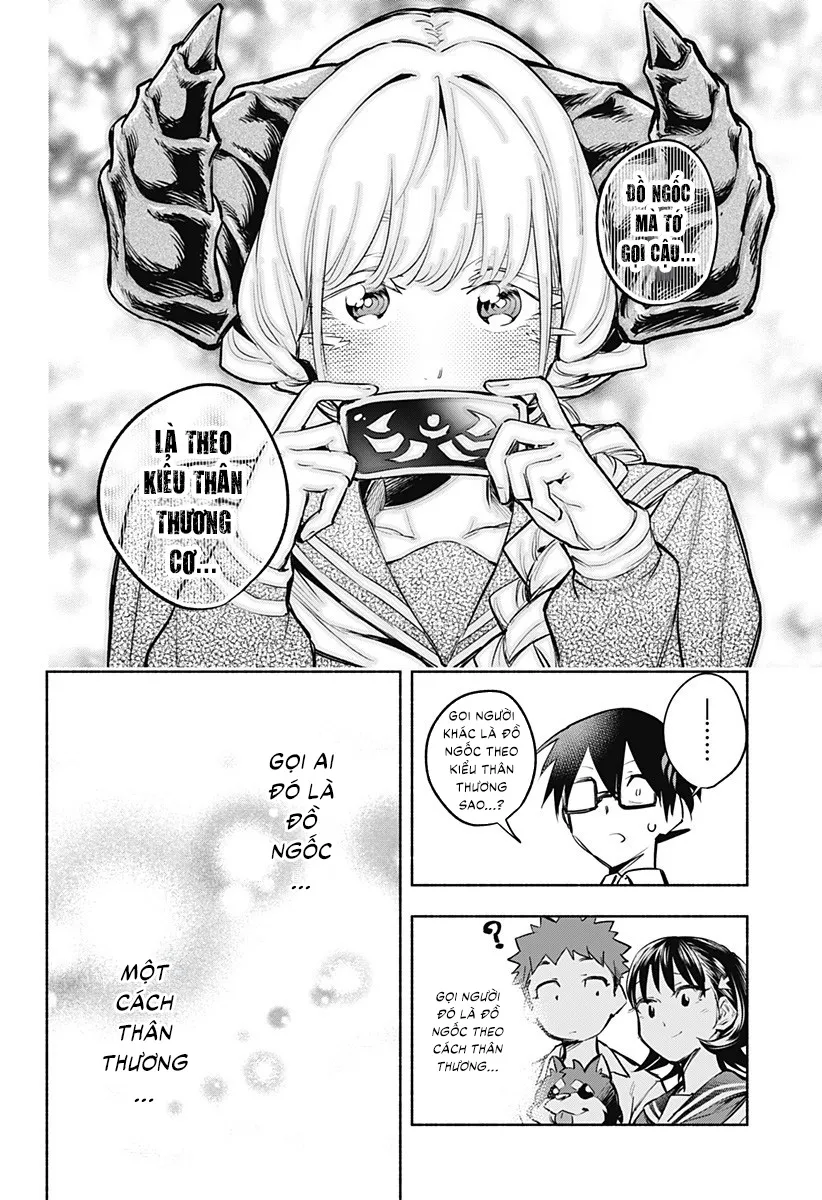 ĐỒ NGỐC
MÀ TỚ
GỌI CẬU...
LÀ THEO
KIỂU THÂN
THƯƠNG
CƠ...
.......
GỌI NGƯỜI
KHÁC LÀ ĐỒ
NGỐC THEO
KIỂU THÂN
THƯƠNG
SAO...?
?
GỌI NGƯỜI
ĐÓ LÀ ĐỒ
NGỐC THEO
CÁCH THÂN
THƯƠNG...
GỌI AI
ĐÓ LÀ
ĐỒ
NGỐC
...
MỘT
CÁCH
THÂN
THƯƠNG
...